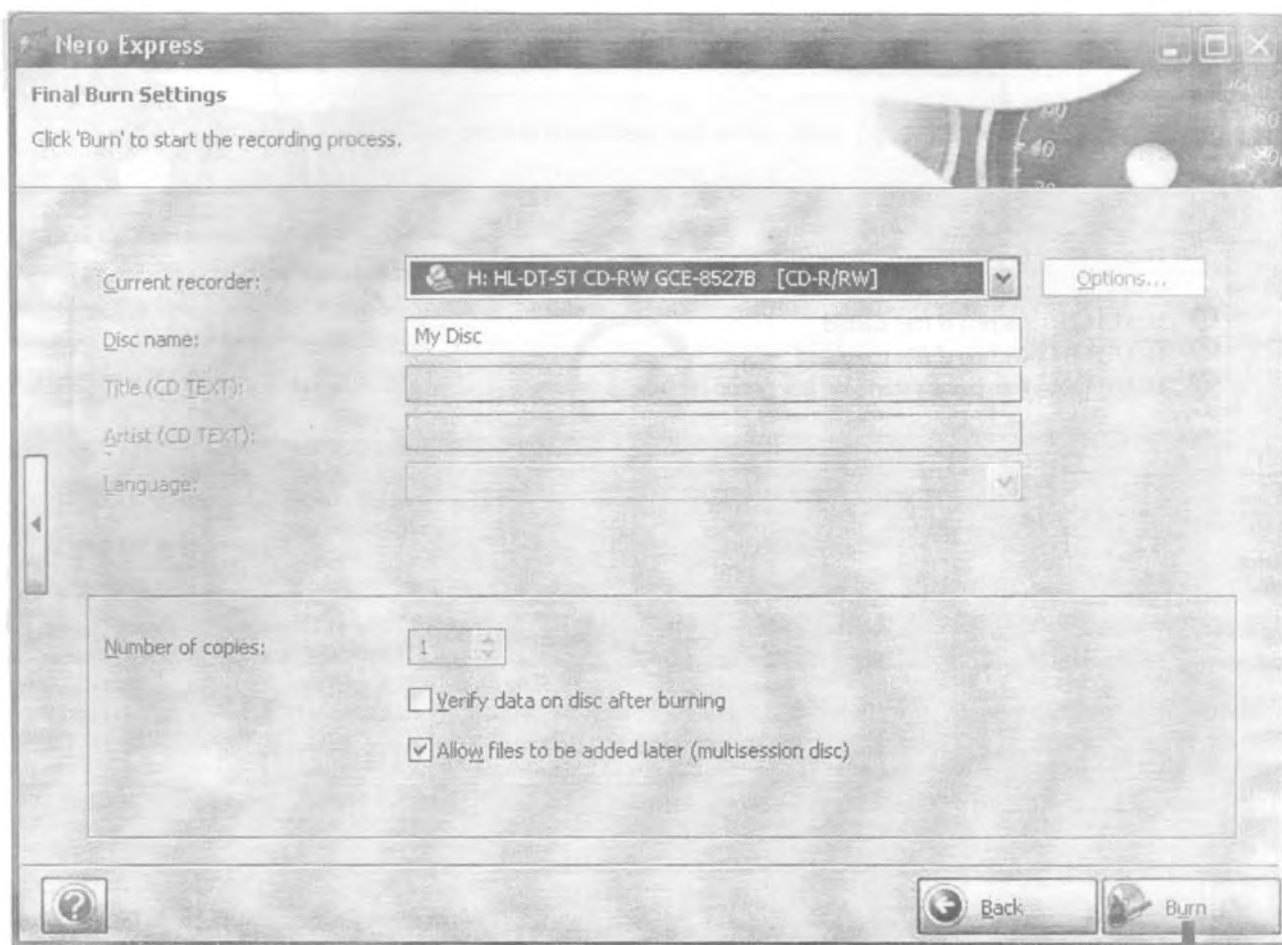 Nero Express
Final Burn Settings
Click 'Burn' to start the recording process.
40
Current recorder:
H: HL-DT-ST CD-RW GCE-8527B [CD-R/RW]
Options...
Disc name:
My Disc
Title (CD TEXT):
Artist (CD TEXT):
Language:
Number of copies:
1
Verify data on disc after burning
Allow files to be added later (multisession disc)
Back
Burn